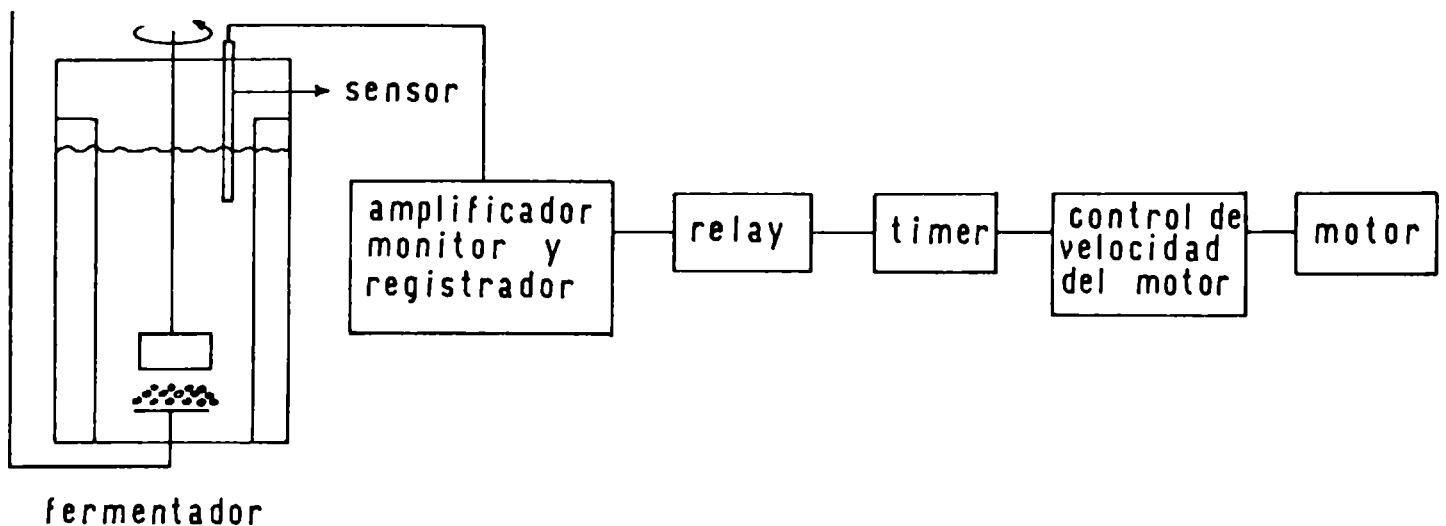 sensor
amplificador
monitor y
registrador
relay
timer
control de
velocidad
del motor
motor
fermentador